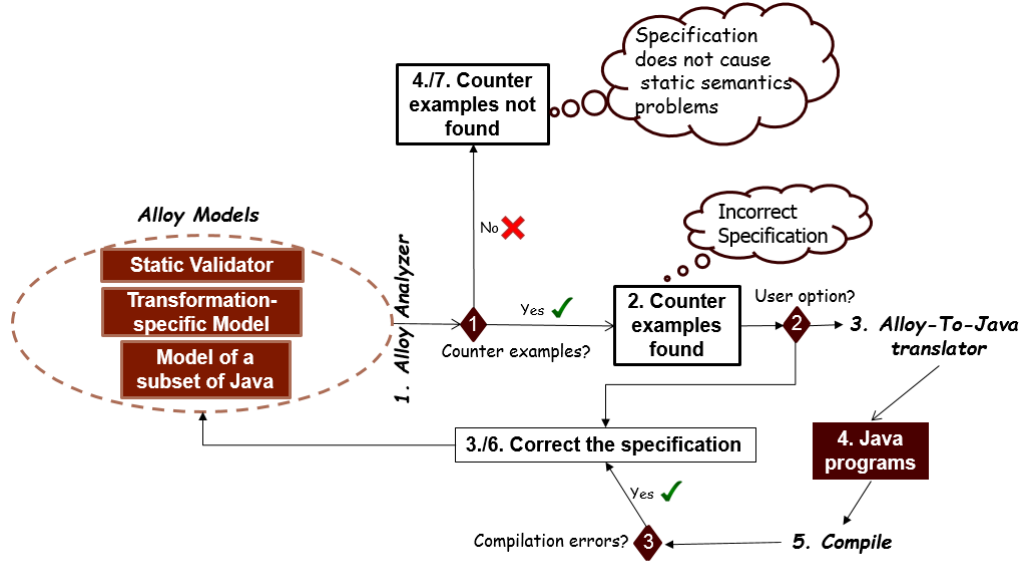 Specification
does not cause
static semantics
problems
4./7. Counter
examples not
found
Alloy Models
Static Validator
Transformation-
specific Model
Model of a
subset of Java
1. Alloy Analyzer
No
1
Yes
Counter examples?
Incorrect
Specification
2. Counter
examples
found
User option?
2
3. Alloy-To-Java
translator
3./6. Correct the specification
4. Java
programs
Yes
Compilation errors?
3
5. Compile